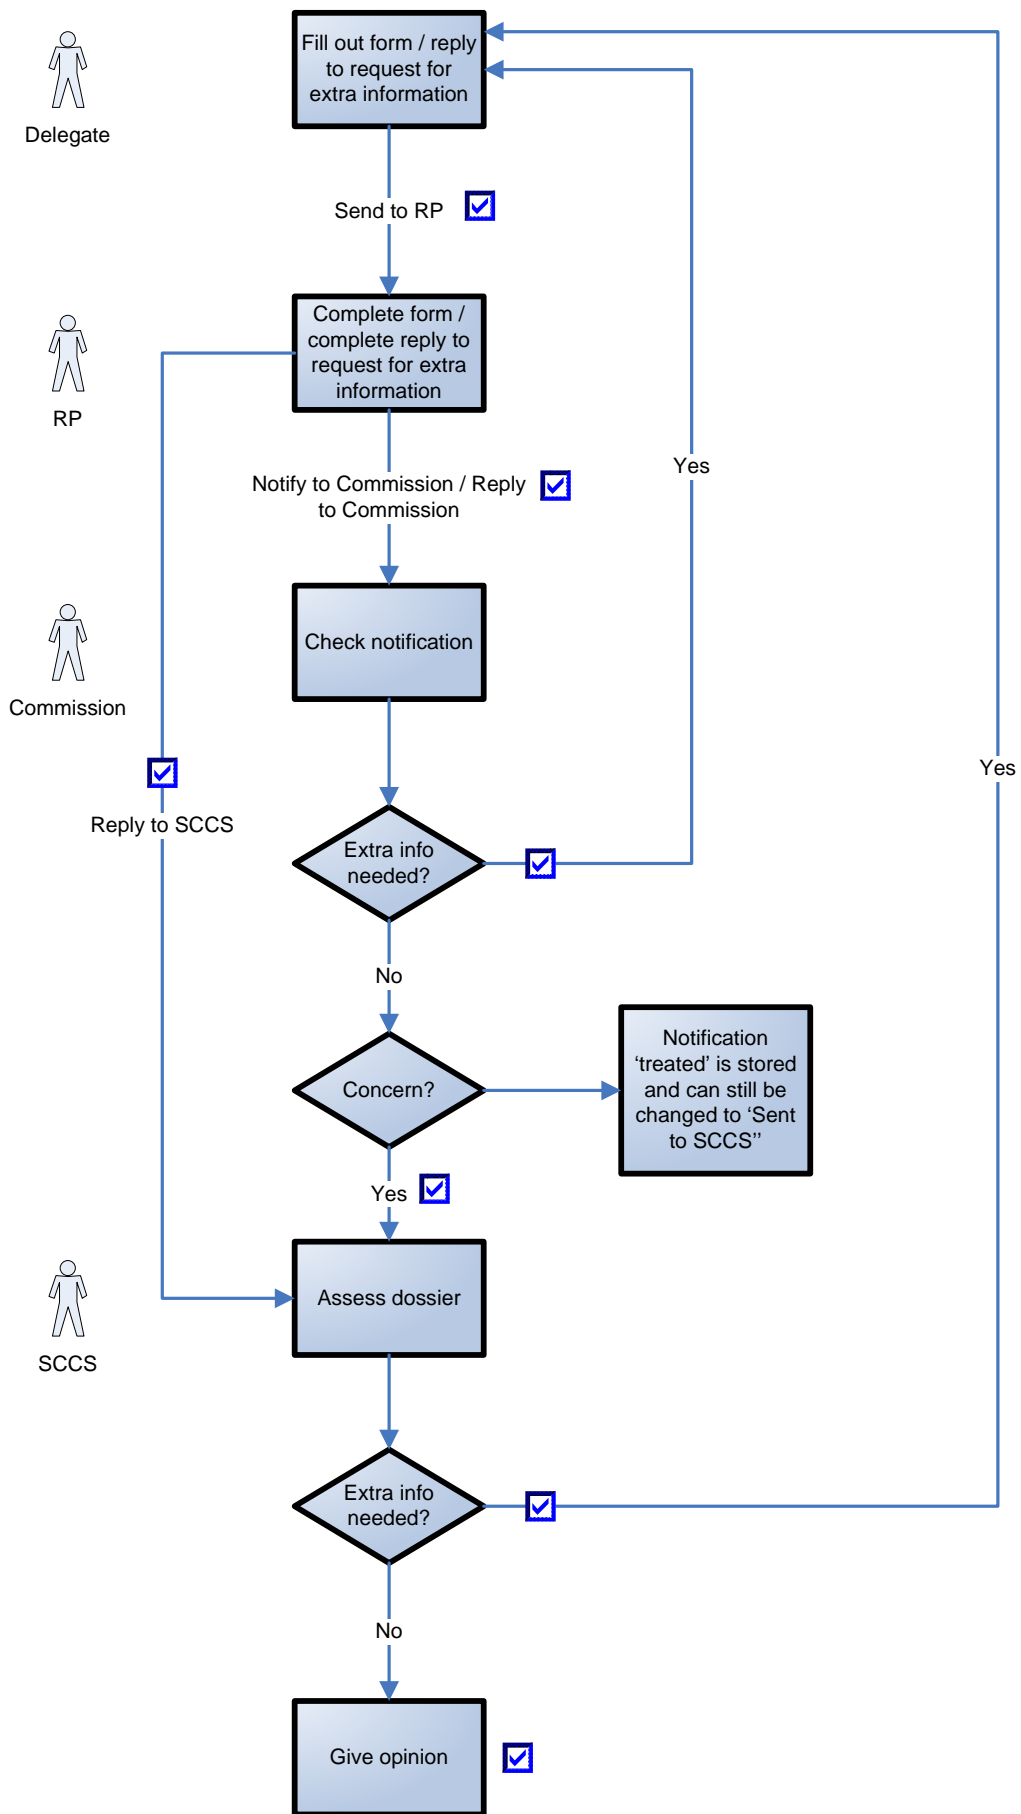 Fill out form / reply
to request for
extra information
Delegate
Send to RP
Complete form /
complete reply to
request for extra
information
RP
Yes
Notify to Commission / Reply
to Commission
Check notification
Commission
Yes
Reply to SCCS
Extra info
needed?
No
Notification
‘treated’ is stored
and can still be
changed to ‘Sent
to SCCS’’
Concern?
Yes
Assess dossier
SCCS
Extra info
needed?
No
Give opinion